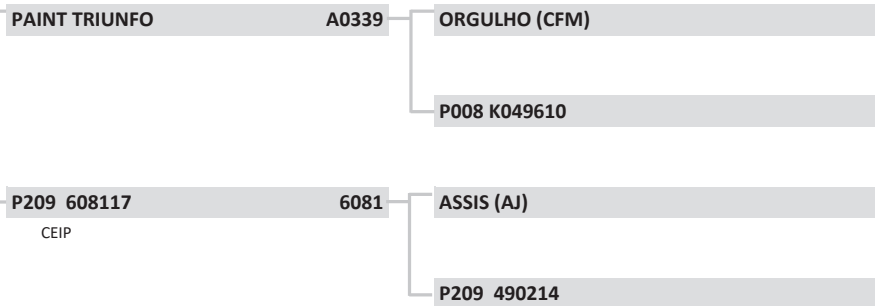 PAINT TRIUNFO A0339
ORGULHO (CFM)
P008 K049610
P209 608117 6081
ASSIS (AJ)
CEIP
P209 490214